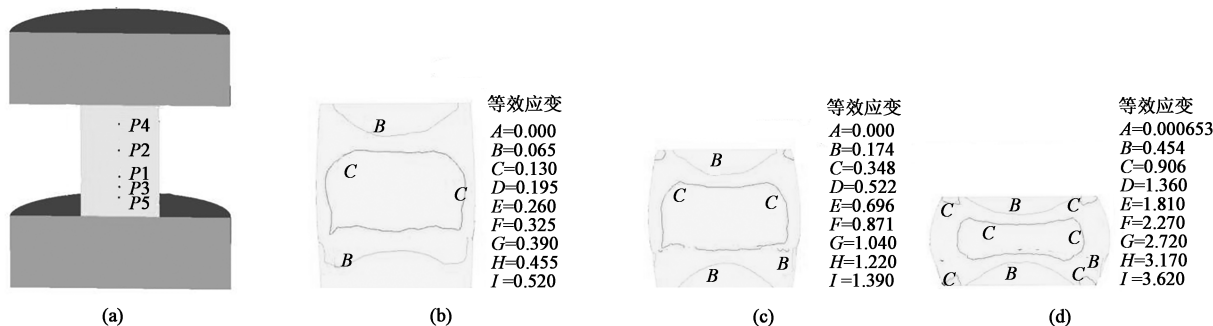 P4
P2
P1
P3
P5
(a)
B
C
C
B
等效应变
A=0.000
B=0.065
C=0.130
D=0.195
E=0.260
F=0.325
G=0.390
H=0.455
I=0.520
(b)
B
C
C
B
B
等效应变
A=0.000
B=0.174
C=0.348
D=0.522
E=0.696
F=0.871
G=1.040
H=1.220
I=1.390
(c)
C
B
C
C
C
B
C
B
C
等效应变
A=0.000653
B=0.454
C=0.906
D=1.360
E=1.810
F=2.270
G=2.720
H=3.170
I=3.620
(d)